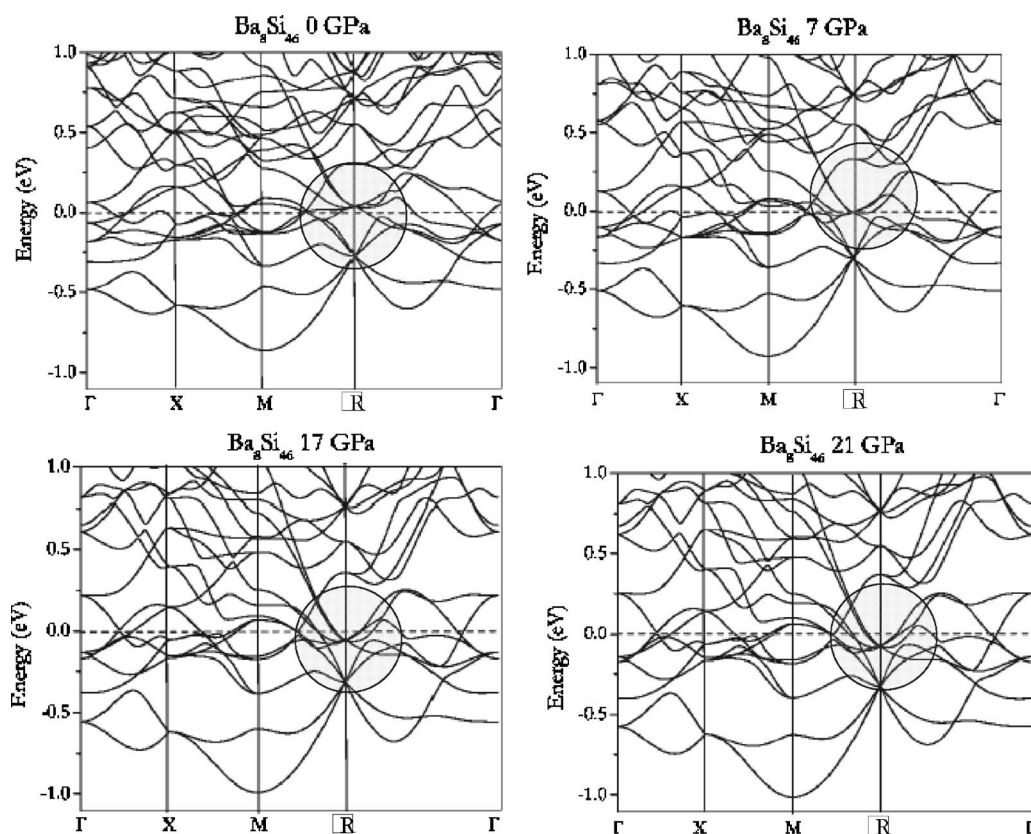 Ba8Si46 0 GPa
Energy (eV)
1.0
0.5
0.0
-0.5
-1.0
Γ X M R Γ
Ba8Si46 7 GPa
Energy (eV)
1.0
0.5
0.0
-0.5
-1.0
Γ X M R Γ
Ba8Si46 17 GPa
Energy (eV)
1.0
0.5
0.0
-0.5
-1.0
Γ X M R Γ
Ba8Si46 21 GPa
Energy (eV)
1.0
0.5
0.0
-0.5
-1.0
Γ X M R Γ